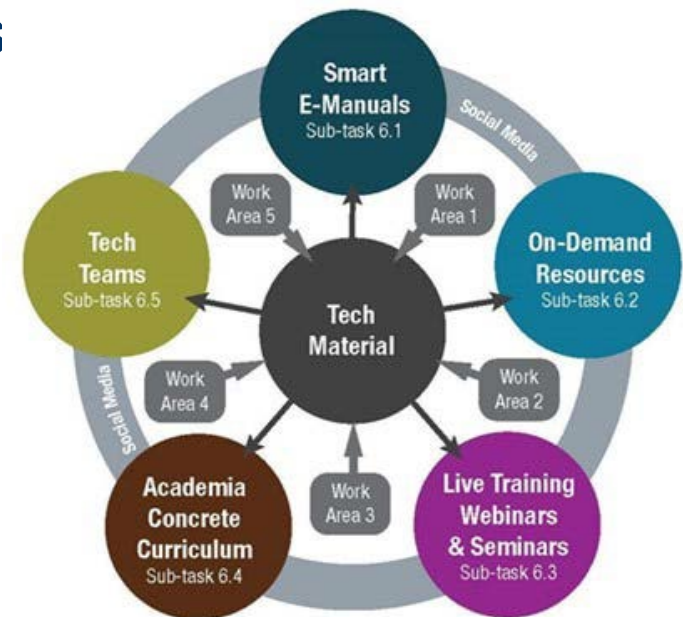 Smart
E-Manuals
Sub-task 6.1
Social Media
Work
Area 5
Work
Area 1
Tech
Teams
Sub-task 6.5
On-Demand
Resources
Sub-task 6.2
Tech
Material
Work
Area 4
Work
Area 2
Social Media
Work
Area 3
Academia
Concrete
Curriculum
Sub-task 6.4
Live Training
Webinars
& Seminars
Sub-task 6.3